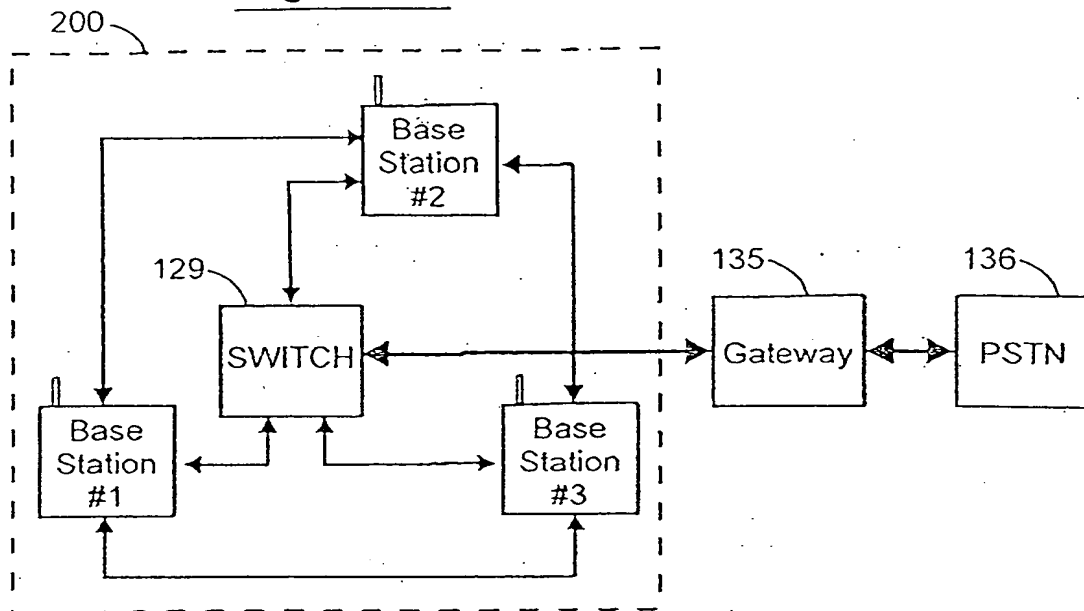 200
Base
Station
#2
129
135
136
SWITCH
Gateway
PSTN
Base
Station
#1
Base
Station
#3